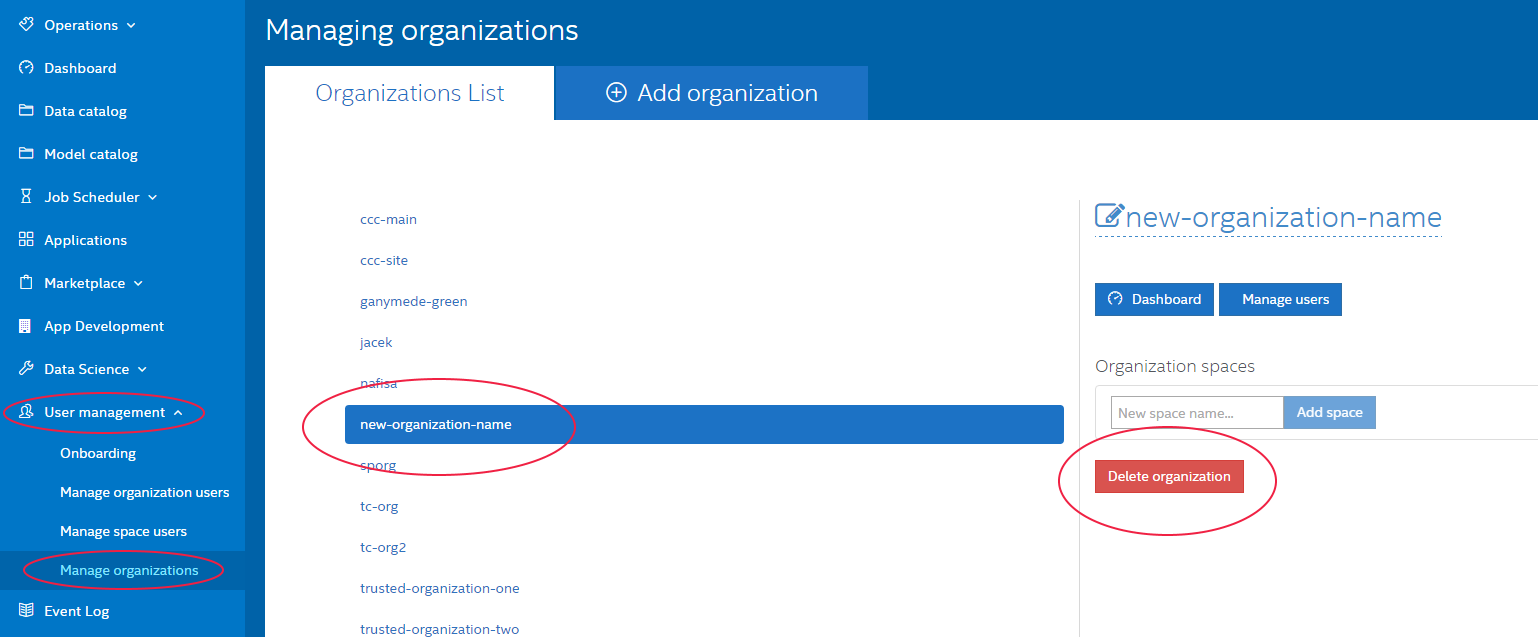 Operations
Dashboard
Data catalog
Model catalog
Job Scheduler
Applications
Marketplace
App Development
Data Science
User management
Onboarding
Manage organization users
Manage space users
Manage organizations
Event Log
Managing organizations
Organizations List
Add organization
ccc-main
ccc-site
ganymede-green
jacek
nafisa
new-organization-name
sporg
tc-org
tc-org2
trusted-organization-one
trusted-organization-two
new-organization-name
Dashboard Manage users
Organization spaces
New space name... Add space
Delete organization